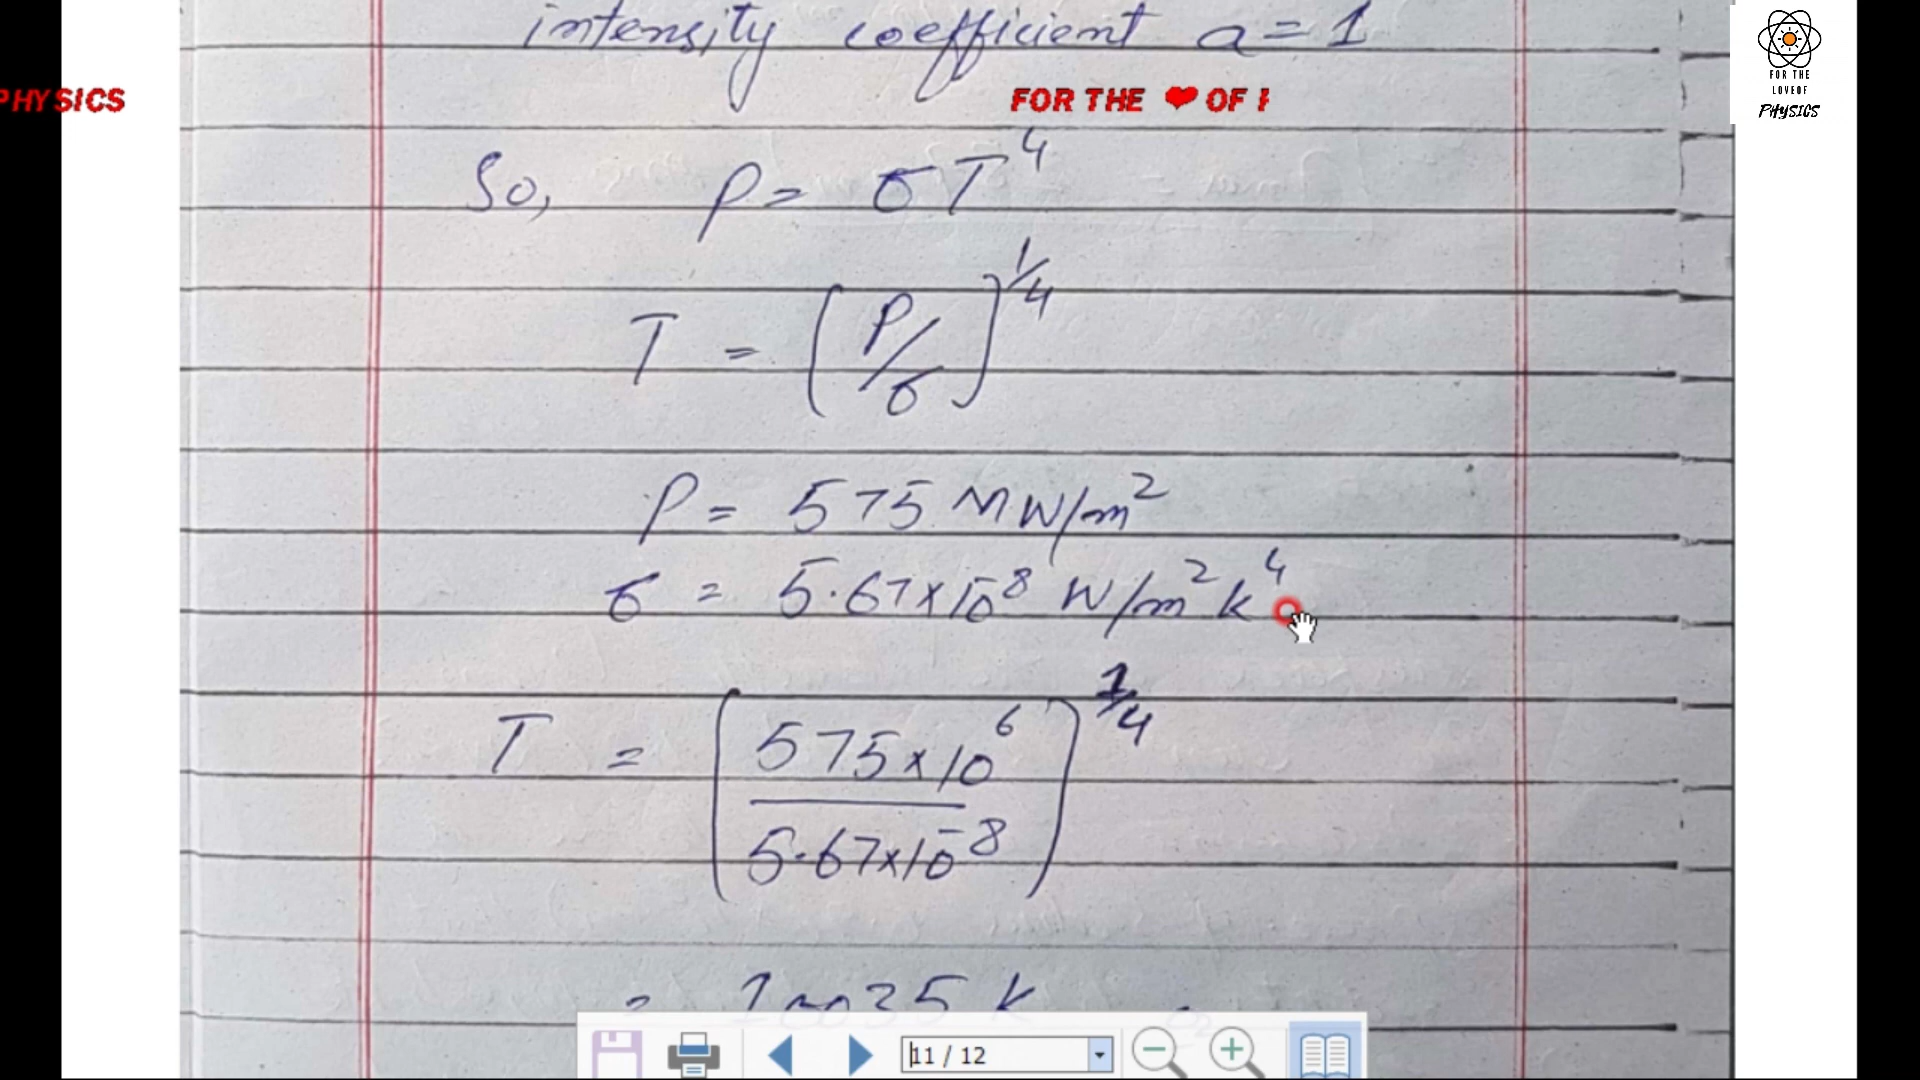 intensity coefficient a = 1
PHYSICS
FOR THE ❤ OF
FOR THE
LOVE OF
PHYSICS
So, P = σT⁴
T = (P/σ)^1/4
P = 575 MW/m²
σ = 5.67×10⁻⁸ W/m²k⁴
T = (575×10⁶ / 5.67×10⁻⁸)^1/4
= 10035 k
11 / 12